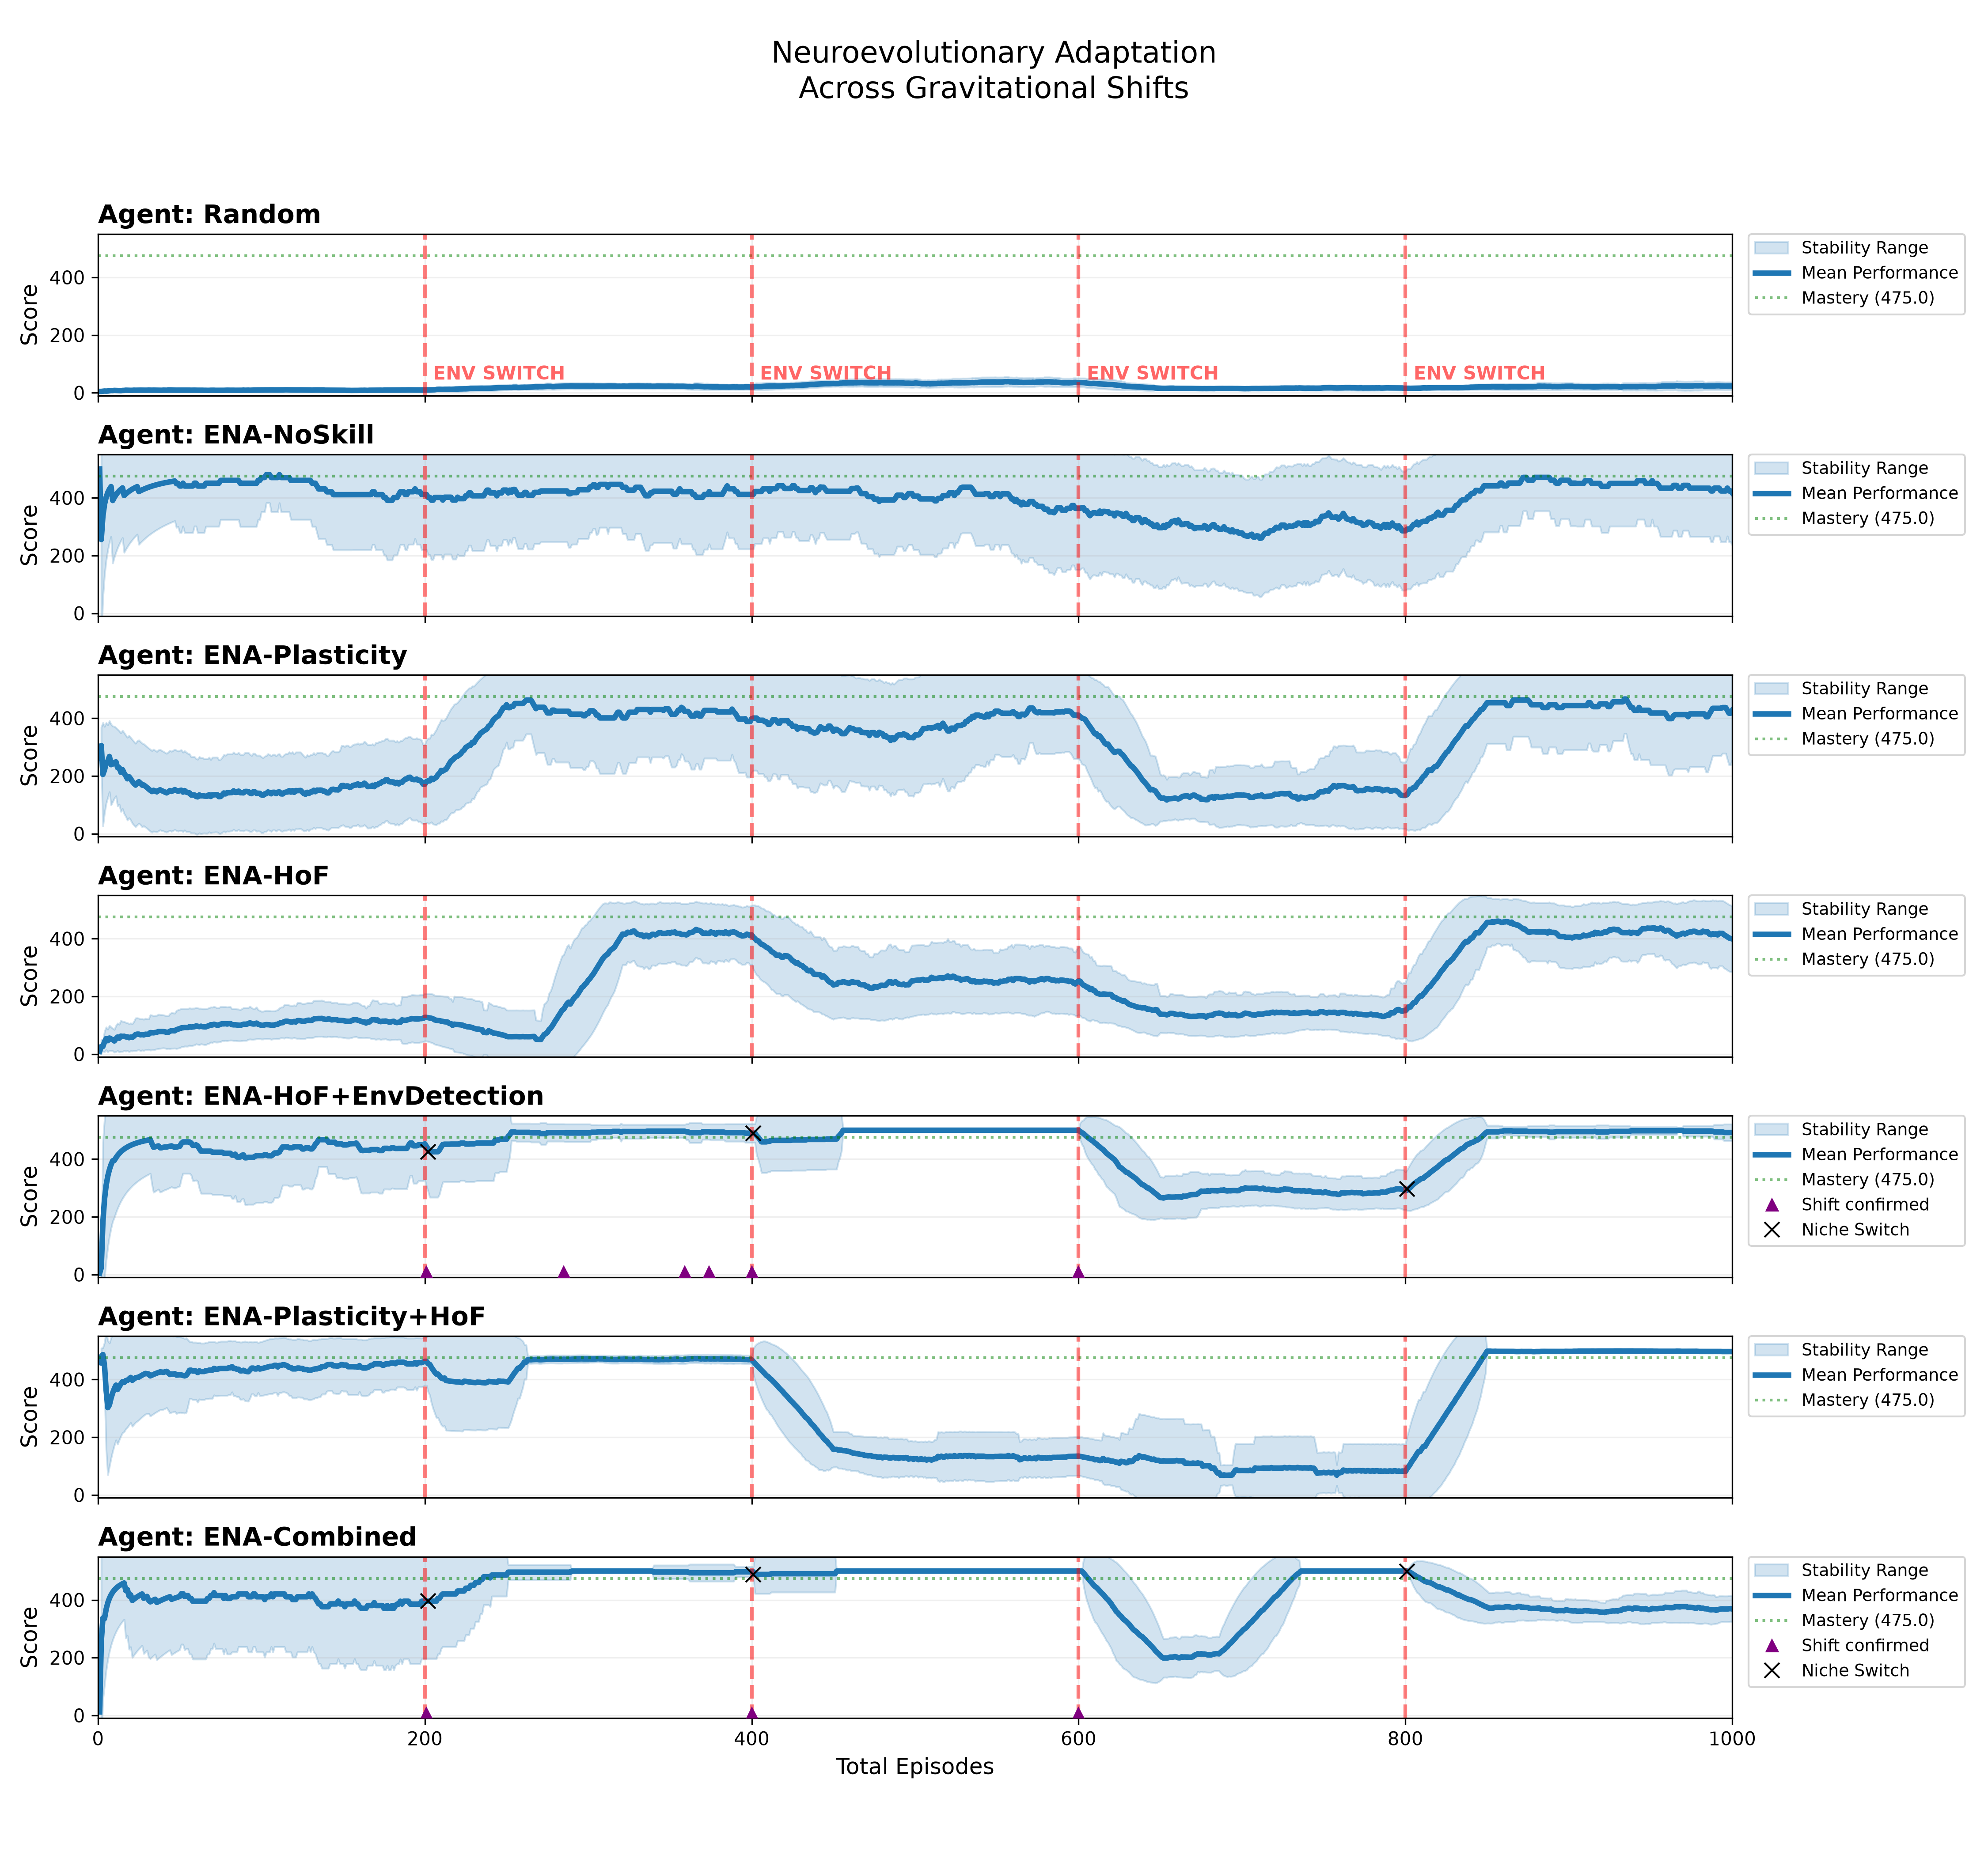 Neuroevolutionary Adaptation
Across Gravitational Shifts
Agent: Random
Score
400
200
0
ENV SWITCH
ENV SWITCH
ENV SWITCH
ENV SWITCH
Stability Range
Mean Performance
Mastery (475.0)
Agent: ENA-NoSkill
Score
400
200
0
Stability Range
Mean Performance
Mastery (475.0)
Agent: ENA-Plasticity
Score
400
200
0
Stability Range
Mean Performance
Mastery (475.0)
Agent: ENA-HoF
Score
400
200
0
Stability Range
Mean Performance
Mastery (475.0)
Agent: ENA-HoF+EnvDetection
Score
400
200
0
Stability Range
Mean Performance
Mastery (475.0)
Shift confirmed
Niche Switch
Agent: ENA-Plasticity+HoF
Score
400
200
0
Stability Range
Mean Performance
Mastery (475.0)
Agent: ENA-Combined
Score
400
200
0
Stability Range
Mean Performance
Mastery (475.0)
Shift confirmed
Niche Switch
0 200 400 600 800 1000
Total Episodes